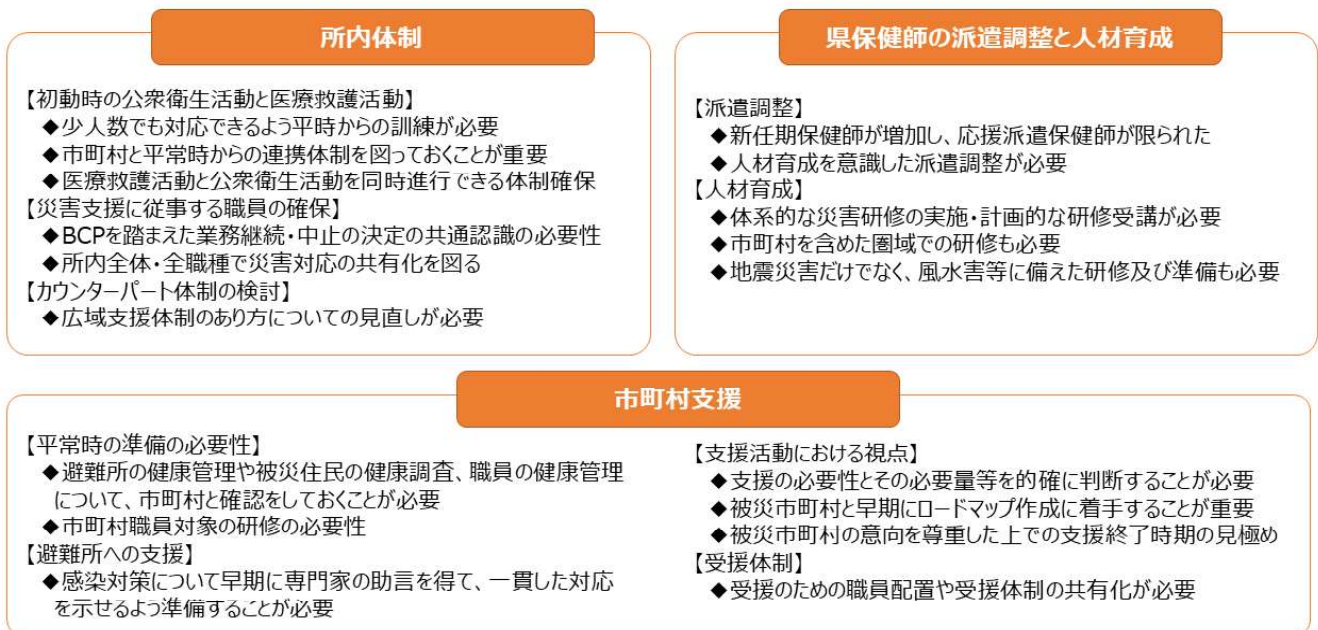 所内体制
【初動時の公衆衛生活動と医療救護活動】
◆少人数でも対応できるよう平時からの訓練が必要
◆市町村と平常時からの連携体制を図っておくことが重要
◆医療救護活動と公衆衛生活動を同時進行できる体制確保
【災害支援に従事する職員の確保】
◆BCPを踏まえた業務継続・中止の決定の共通認識の必要性
◆所内全体・全職種で災害対応の共有化を図る
【カウンターパート体制の検討】
◆広域支援体制のあり方についての見直しが必要
県保健師の派遣調整と人材育成
【派遣調整】
◆新任期保健師が増加し、応援派遣保健師が限られた
◆人材育成を意識した派遣調整が必要
【人材育成】
◆体系的な災害研修の実施・計画的な研修受講が必要
◆市町村を含めた圏域での研修も必要
◆地震災害だけでなく、風水害等に備えた研修及び準備も必要
市町村支援
【平常時の準備の必要性】
◆避難所の健康管理や被災住民の健康調査、職員の健康管理
について、市町村と確認をしておくことが必要
◆市町村職員対象の研修の必要性
【避難所への支援】
◆感染対策について早期に専門家の助言を得て、一貫した対応
を示せるよう準備することが必要
【支援活動における視点】
◆支援の必要性とその必要量等を的確に判断することが必要
◆被災市町村と早期にロードマップ作成に着手することが重要
◆被災市町村の意向を尊重した上での支援終了時期の見極め
【受援体制】
◆受援のための職員配置や受援体制の共有化が必要